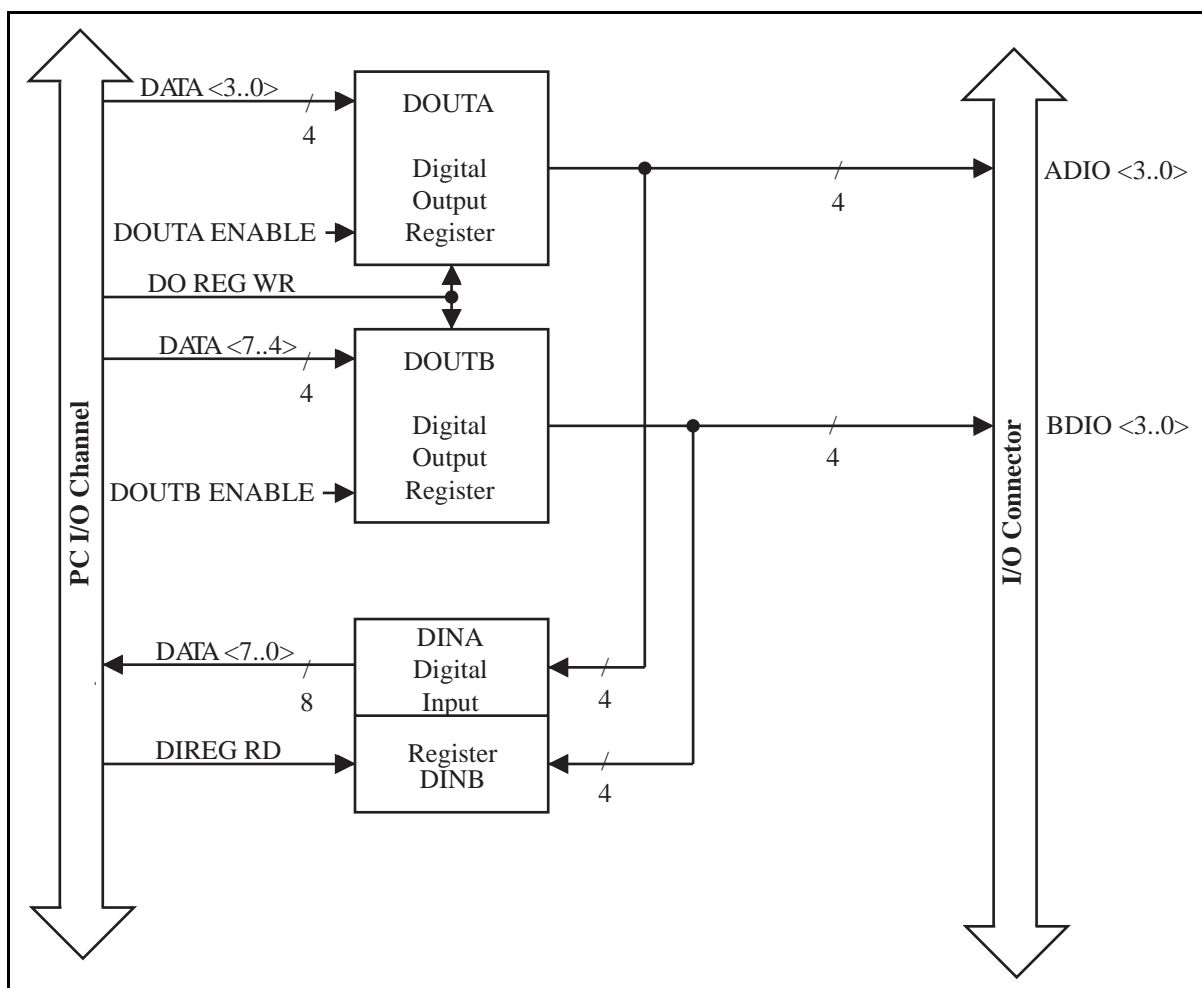 DATA <3..0>
4
DOUTA
Digital
Output
Register
DOUTA ENABLE
4
ADIO <3..0>
DO REG WR
DATA <7..4>
4
DOUTB
Digital
Output
Register
DOUTB ENABLE
4
BDIO <3..0>
PC I/O Channel
I/O Connector
DATA <7..0>
8
DINA
Digital
Input
4
DIREG RD
Register
DINB
4